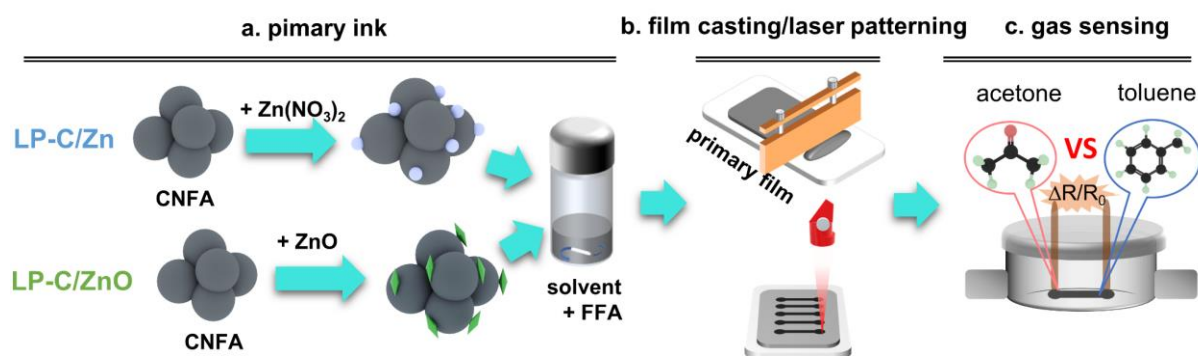 a. pimary ink
b. film casting/laser patterning
c. gas sensing
LP-C/Zn
CNFA
+ Zn(NO₃)₂
LP-C/ZnO
CNFA
+ ZnO
solvent
+ FFA
primary film
acetone
toluene
VS
ΔR/R₀